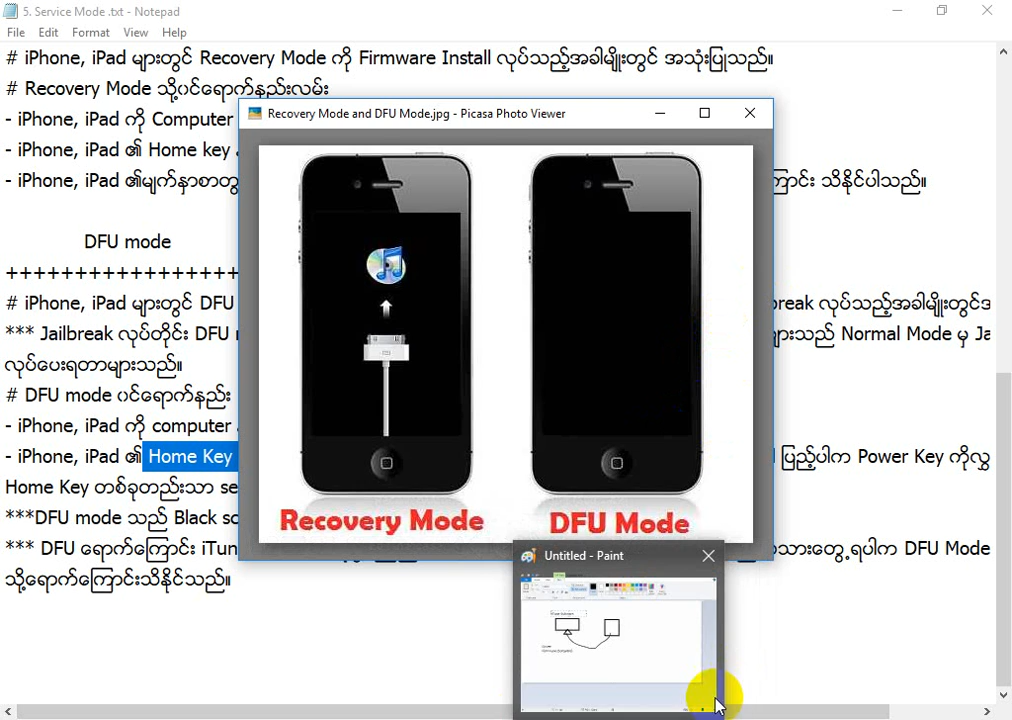 5. Service Mode .txt - Notepad
File Edit Format View Help
# iPhone, iPad များတွင် Recovery Mode ကို Firmware Install လုပ်သည့်အခါမျိုးတွင် အသုံးပြုသည်။
# Recovery Mode သို့ဝင်ရောက်နည်းလမ်း
- iPhone, iPad ကို Computer
- iPhone, iPad ၏ Home key
- iPhone, iPad ၏မျက်နှာစာတွ
ကြောင်း သိနိုင်ပါသည်။
DFU mode
++++++++++++++++++
# iPhone, iPad များတွင် DFU
break လုပ်သည့်အခါမျိုးတွင်အ
*** Jailbreak လုပ်တိုင်း DFU
များသည် Normal Mode မှ Ja
လုပ်ပေးရတာများသည်။
# DFU mode ဝင်ရောက်နည်း
- iPhone, iPad ကို computer
- iPhone, iPad ၏ Home Key
ပြည့်ပါက Power Key ကိုလွှ
Home Key တစ်ခုတည်းသာ se
***DFU mode သည် Black sc
*** DFU ရောက်ကြောင်း iTun
စာသားတွေ့ရပါက DFU Mode
သို့ရောက်ကြောင်းသိနိုင်သည်။
Recovery Mode and DFU Mode.jpg - Picasa Photo Viewer
Recovery Mode
DFU Mode
Untitled - Paint